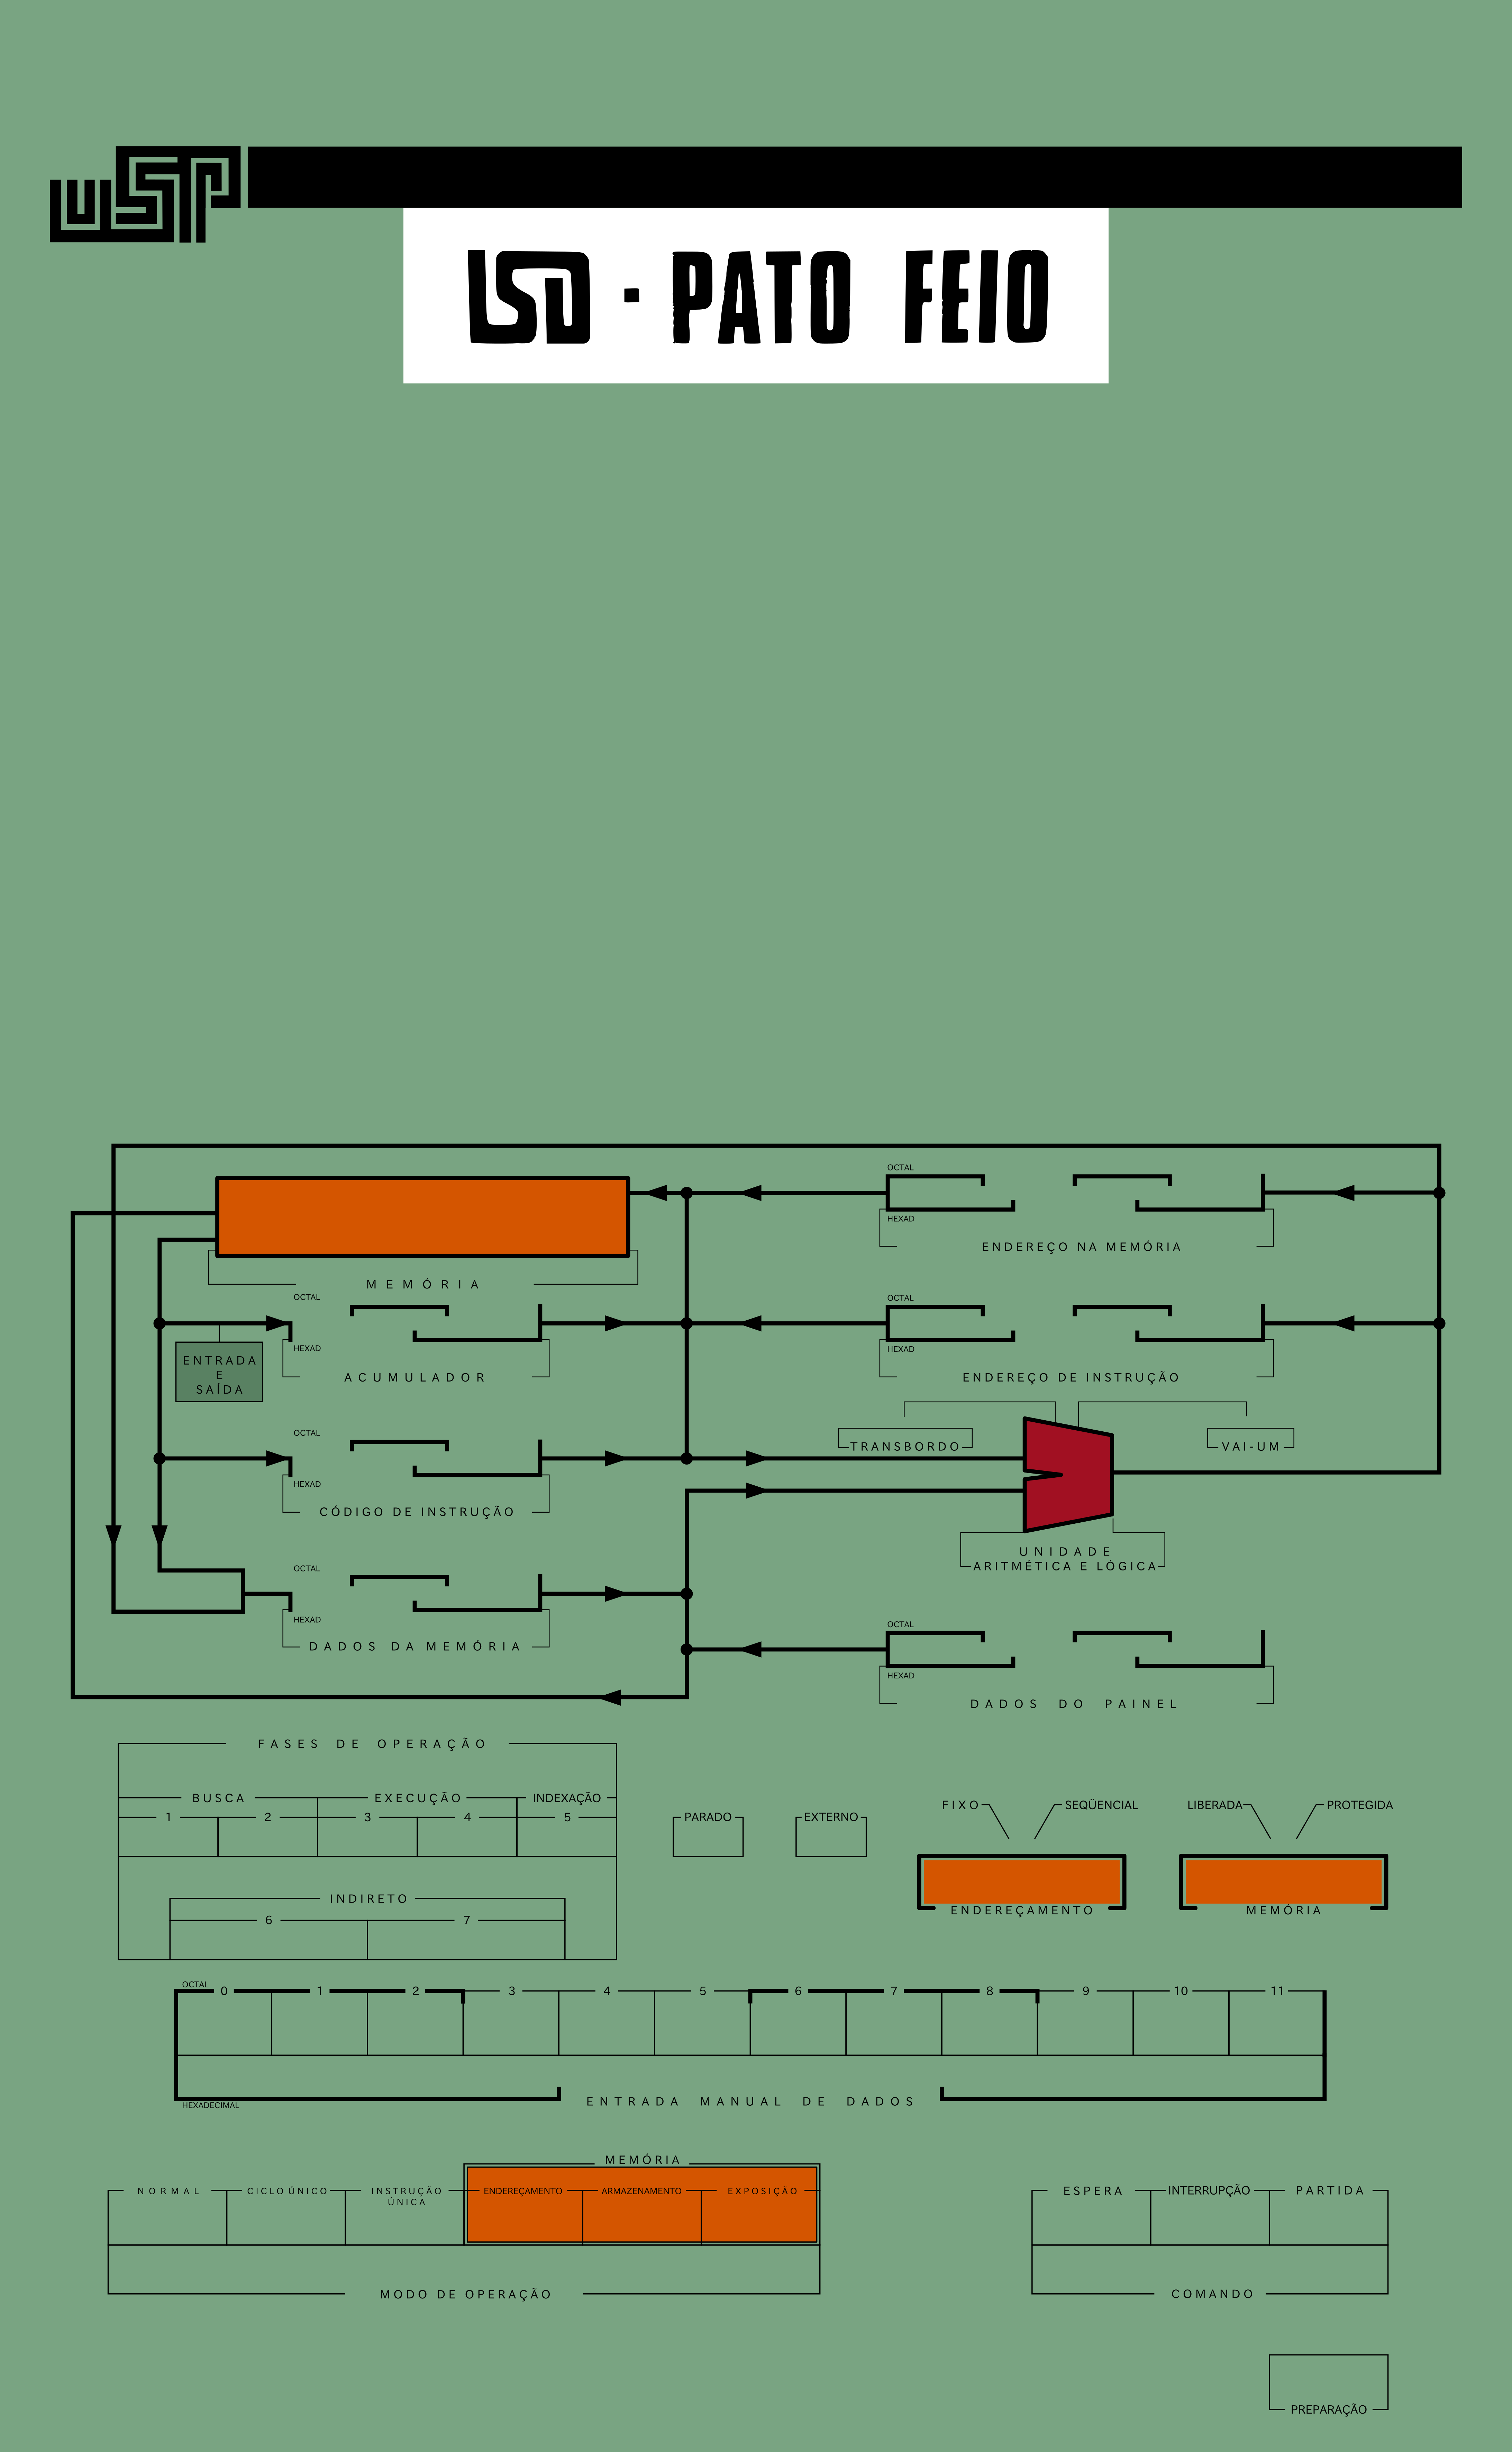 USP
LSD - PATO FEIO
OCTAL
HEXAD
ENDEREÇO NA MEMÓRIA
MEMÓRIA
OCTAL
HEXAD
ACUMULADOR
ENTRADA
E
SAÍDA
OCTAL
HEXAD
ENDEREÇO DE INSTRUÇÃO
TRANSBORDO
VAI-UM
OCTAL
HEXAD
CÓDIGO DE INSTRUÇÃO
UNIDADE
ARITMÉTICA E LÓGICA
OCTAL
HEXAD
DADOS DA MEMÓRIA
OCTAL
HEXAD
DADOS DO PAINEL
FASES DE OPERAÇÃO
BUSCA EXECUÇÃO INDEXAÇÃO
1 2 3 4 5
INDIRETO
6 7
PARADO
EXTERNO
FIXO SEQÜENCIAL
ENDEREÇAMENTO
LIBERADA PROTEGIDA
MEMÓRIA
OCTAL
0 1 2 3 4 5 6 7 8 9 10 11
HEXADECIMAL
ENTRADA MANUAL DE DADOS
MEMÓRIA
NORMAL CICLO ÚNICO INSTRUÇÃO ÚNICA ENDEREÇAMENTO ARMAZENAMENTO EXPOSIÇÃO
MODO DE OPERAÇÃO
ESPERA INTERRUPÇÃO PARTIDA
COMANDO
PREPARAÇÃO